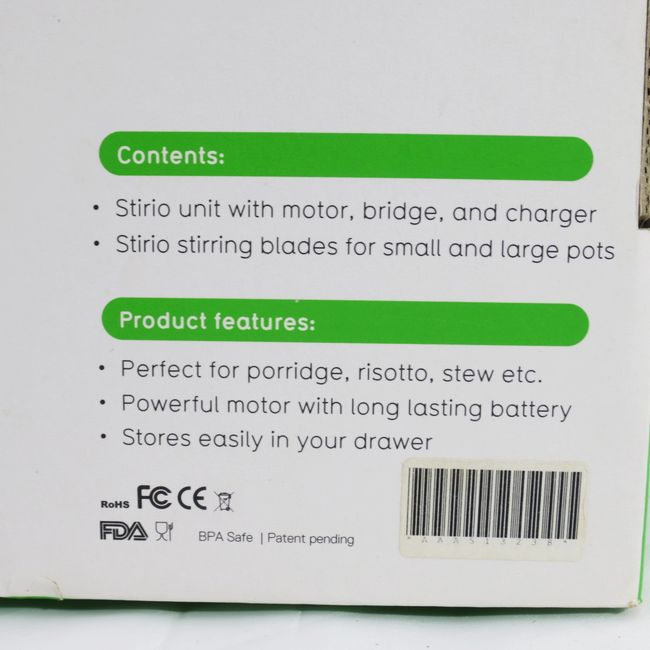 Contents:
• Stirio unit with motor, bridge, and charger
• Stirio stirring blades for small and large pots
Product features:
• Perfect for porridge, risotto, stew etc.
• Powerful motor with long lasting battery
• Stores easily in your drawer
RoHS FC CE
FDA BPA Safe | Patent pending
*AAA513238*